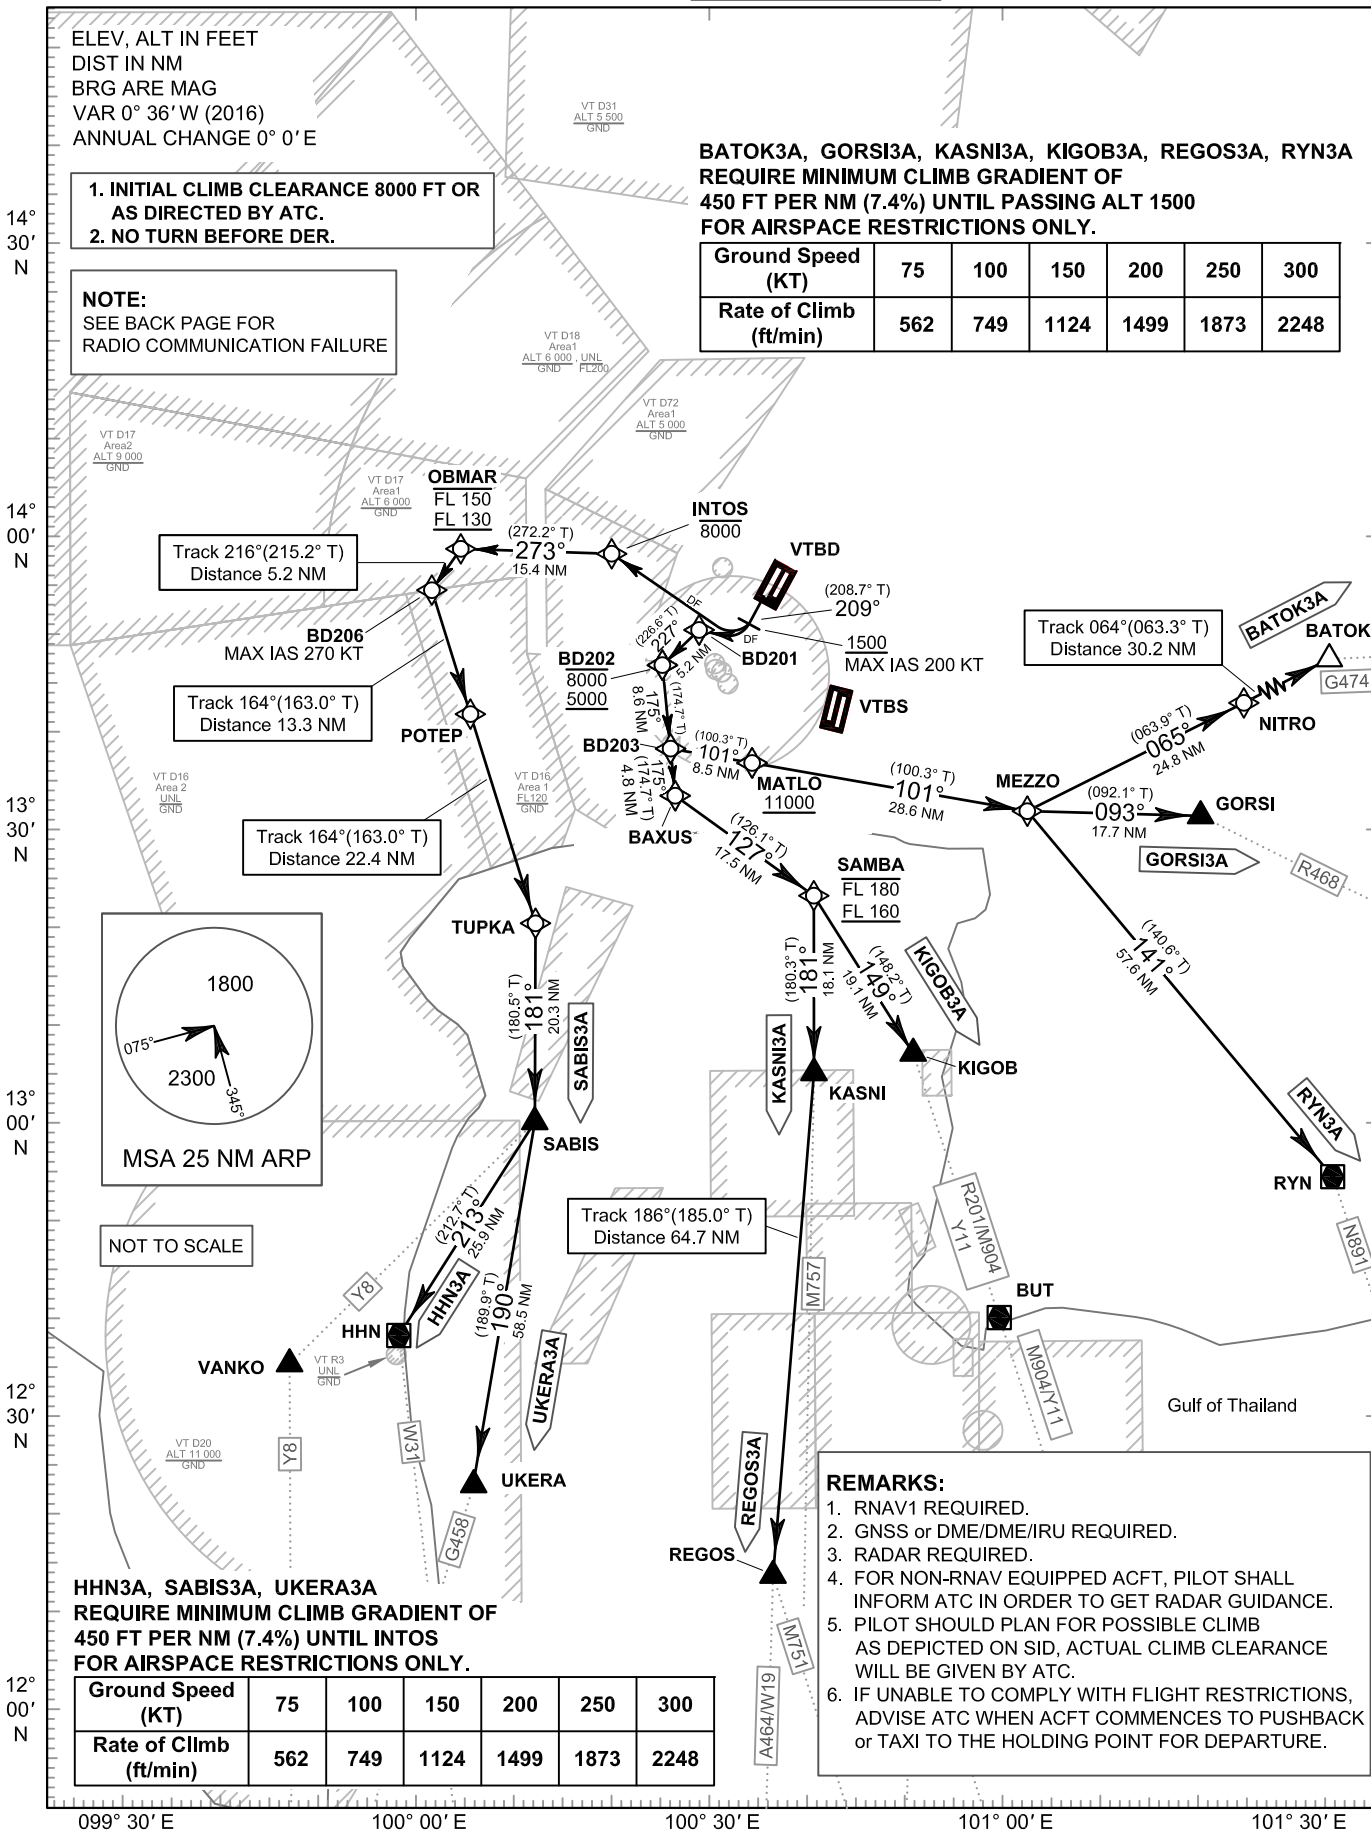 ELEV, ALT IN FEET
DIST IN NM
BRG ARE MAG
VAR 0° 36' W (2016)
ANNUAL CHANGE 0° 0' E
1. INITIAL CLIMB CLEARANCE 8000 FT OR
AS DIRECTED BY ATC.
2. NO TURN BEFORE DER.
NOTE:
SEE BACK PAGE FOR
RADIO COMMUNICATION FAILURE
VT D31
ALT 5 500
GND
BATOK3A, GORSI3A, KASNI3A, KIGOB3A, REGOS3A, RYN3A
REQUIRE MINIMUM CLIMB GRADIENT OF
450 FT PER NM (7.4%) UNTIL PASSING ALT 1500
FOR AIRSPACE RESTRICTIONS ONLY.
Ground Speed (KT) 75 100 150 200 250 300
Rate of Climb (ft/min) 562 749 1124 1499 1873 2248
14°
30'
N
VT D18
Area1
ALT 6 000 , UNL
GND FL200
VT D72
Area1
ALT 5 000
GND
VT D17
Area2
ALT 9 000
GND
VT D17
Area1
ALT 6 000
GND
OBMAR
FL 150
FL 130
INTOS
8000
14°
00'
N
(272.2° T)
273°
15.4 NM
VTBD
Track 216°(215.2° T)
Distance 5.2 NM
(208.7° T)
209°
DF
DF
1500
MAX IAS 200 KT
BD206
MAX IAS 270 KT
(226.6° T)
227°
5.2 NM
BD201
BD202
8000
5000
VTBS
Track 064°(063.3° T)
Distance 30.2 NM
BATOK3A
BATOK
G474
NITRO
(063.9° T)
065°
24.8 NM
Track 164°(163.0° T)
Distance 13.3 NM
POTEP
(174.7° T)
175°
8.6 NM
BD203
(100.3° T)
101°
8.5 NM
MATLO
11000
(174.7° T)
175°
4.8 NM
BAXUS
(100.3° T)
101°
28.6 NM
MEZZO
(092.1° T)
093°
17.7 NM
GORSI
GORSI3A
R468
VT D16
Area 2
UNL
GND
VT D16
Area 1
FL120
GND
13°
30'
N
Track 164°(163.0° T)
Distance 22.4 NM
(126.1° T)
127°
17.5 NM
SAMBA
FL 180
FL 160
TUPKA
1800
2300
075°
345°
MSA 25 NM ARP
(180.5° T)
181°
20.3 NM
SABIS3A
(180.3° T)
181°
18.1 NM
(148.2° T)
149°
19.1 NM
KIGOB3A
(140.6° T)
141°
57.6 NM
KASNI3A
KASNI
KIGOB
13°
00'
N
SABIS
RYN3A
RYN
NOT TO SCALE
(212.7° T)
213°
25.9 NM
Track 186°(185.0° T)
Distance 64.7 NM
R201/M904
Y11
N891
Y8
HHN3A
(189.9° T)
190°
58.5 NM
M757
BUT
HHN
VANKO
VT R3
UNL
GND
UKERA3A
M904/Y11
12°
30'
N
Gulf of Thailand
VT D20
ALT 11 000
GND
Y8
W31
UKERA
G458
REGOS3A
REGOS
M751
A464/W19
REMARKS:
1. RNAV1 REQUIRED.
2. GNSS or DME/DME/IRU REQUIRED.
3. RADAR REQUIRED.
4. FOR NON-RNAV EQUIPPED ACFT, PILOT SHALL
INFORM ATC IN ORDER TO GET RADAR GUIDANCE.
5. PILOT SHOULD PLAN FOR POSSIBLE CLIMB
AS DEPICTED ON SID, ACTUAL CLIMB CLEARANCE
WILL BE GIVEN BY ATC.
6. IF UNABLE TO COMPLY WITH FLIGHT RESTRICTIONS,
ADVISE ATC WHEN ACFT COMMENCES TO PUSHBACK
or TAXI TO THE HOLDING POINT FOR DEPARTURE.
HHN3A, SABIS3A, UKERA3A
REQUIRE MINIMUM CLIMB GRADIENT OF
450 FT PER NM (7.4%) UNTIL INTOS
FOR AIRSPACE RESTRICTIONS ONLY.
Ground Speed (KT) 75 100 150 200 250 300
Rate of Climb (ft/min) 562 749 1124 1499 1873 2248
12°
00'
N
099° 30' E
100° 00' E
100° 30' E
101° 00' E
101° 30' E